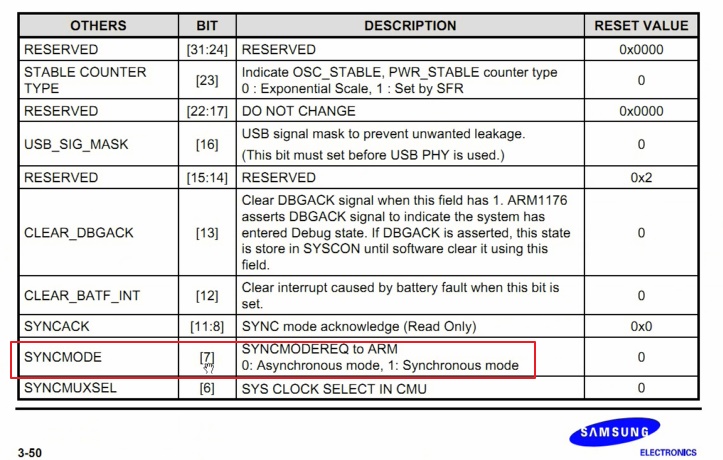 OTHERS BIT DESCRIPTION RESET VALUE
RESERVED [31:24] RESERVED 0x0000
STABLE COUNTER TYPE [23] Indicate OSC_STABLE, PWR_STABLE counter type
0 : Exponential Scale, 1 : Set by SFR 0
RESERVED [22:17] DO NOT CHANGE 0x0000
USB_SIG_MASK [16] USB signal mask to prevent unwanted leakage.
(This bit must set before USB PHY is used.) 0
RESERVED [15:14] RESERVED 0x2
CLEAR_DBGACK [13] Clear DBGACK signal when this field has 1. ARM1176
asserts DBGACK signal to indicate the system has
entered Debug state. If DBGACK is asserted, this state
is store in SYSCON until software clear it using this
field. 0
CLEAR_BATF_INT [12] Clear interrupt caused by battery fault when this bit is
set. 0
SYNCACK [11:8] SYNC mode acknowledge (Read Only) 0x0
SYNCMODE [7] SYNCMODEREQ to ARM
0: Asynchronous mode, 1: Synchronous mode 0
SYNCMUXSEL [6] SYS CLOCK SELECT IN CMU 0
SAMSUNG
3-50 ELECTRONICS